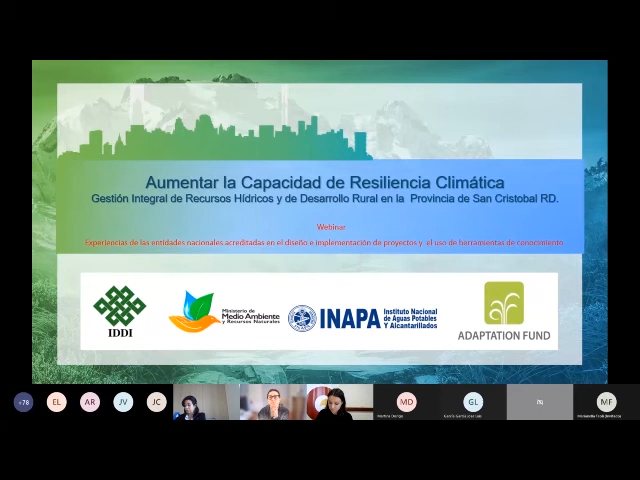 Aumentar la Capacidad de Resiliencia Climática
Gestión Integral de Recursos Hídricos y de Desarrollo Rural en la Provincia de San Cristobal RD.
Webinar
Experiencias de las entidades nacionales acreditadas en el diseño e implementación de proyectos y el uso de herramientas de conocimiento
IDDI
Ministerio de
Medio Ambiente
y Recursos Naturales
INAPA
Instituto Nacional
de Aguas Potables
Y Alcantarillados
ADAPTATION FUND
+78
EL
AR
JV
JC
MD
GL
MF